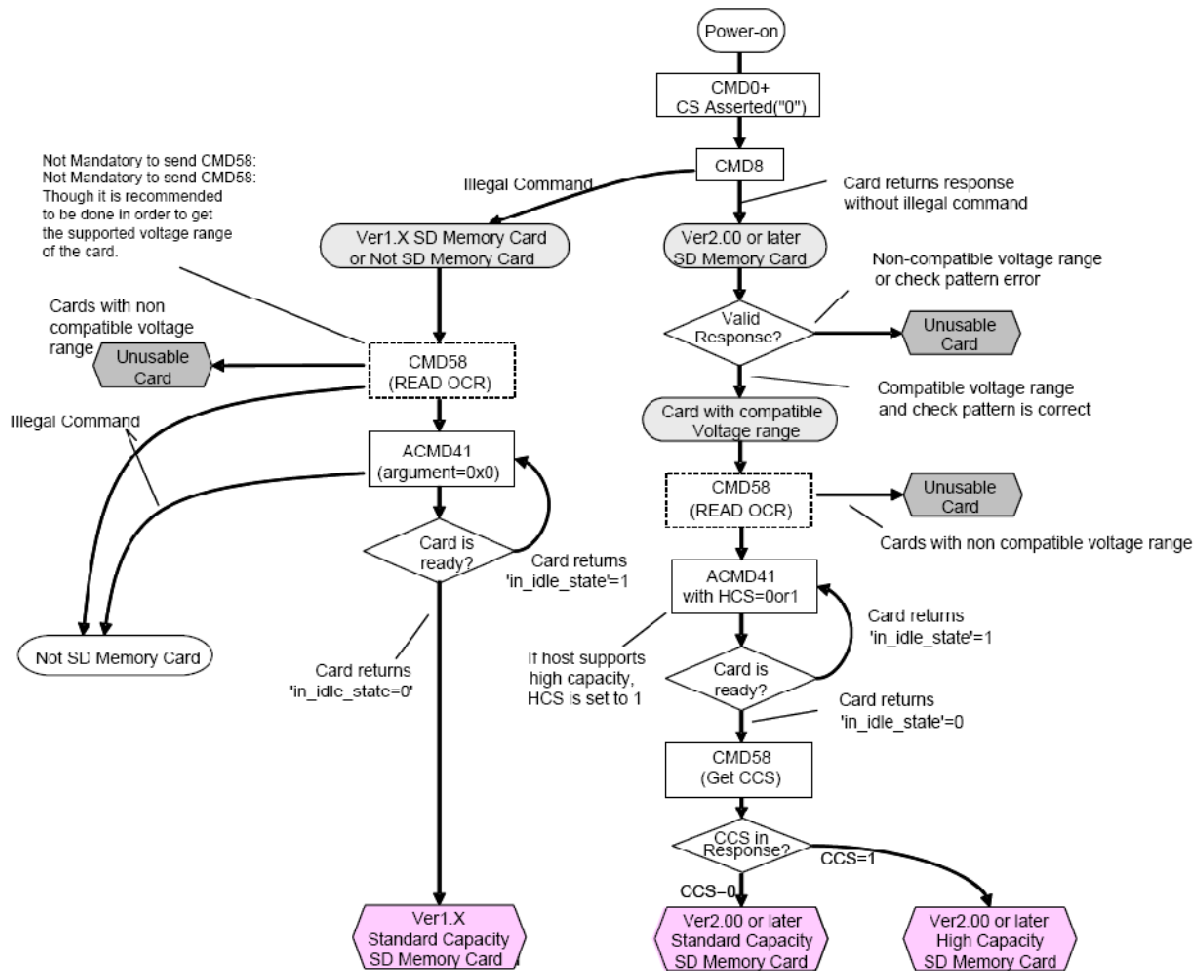 Power-on
CMD0+
CS Asserted("0")
CMD8
Illegal Command
Card returns response
without illegal command
Not Mandatory to send CMD58:
Not Mandatory to send CMD58:
Though it is recommended
to be done in order to get
the supported voltage range
of the card.
Ver1.X SD Memory Card
or Not SD Memory Card
Ver2.00 or later
SD Memory Card
Non-compatible voltage range
or check pattern error
Cards with non
compatible voltage
range
Unusable
Card
CMD58
(READ OCR)
Valid
Response?
Unusable
Card
Compatible voltage range
and check pattern is correct
Card with compatible
Voltage range
Illegal Command
ACMD41
(argument=0x0)
CMD58
(READ OCR)
Unusable
Card
Cards with non compatible voltage range
Card is
ready?
Card returns
'in_idle_state'=1
ACMD41
with HCS=0or1
Card returns
'in_idle_state'=1
Not SD Memory Card
Card returns
'in_idle_state=0'
If host supports
high capacity,
HCS is set to 1
Card is
ready?
Card returns
'in_idle_state'=0
CMD58
(Get CCS)
CCS in
Response?
CCS=1
CCS=0
Ver1.X
Standard Capacity
SD Memory Card
Ver2.00 or later
Standard Capacity
SD Memory Card
Ver2.00 or later
High Capacity
SD Memory Card